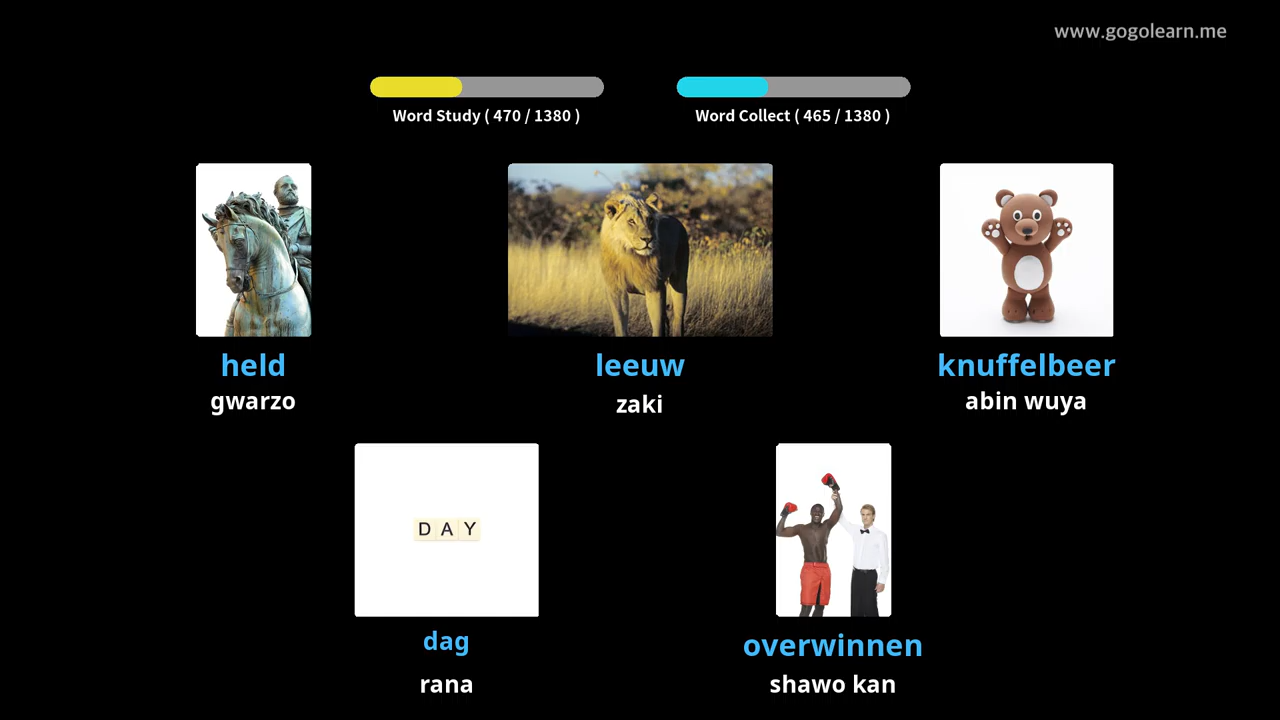 www.gogolearn.me
Word Study ( 470 / 1380 )
Word Collect ( 465 / 1380 )
held
gwarzo
leeuw
zaki
knuffelbeer
abin wuya
DAY
dag
rana
overwinnen
shawo kan